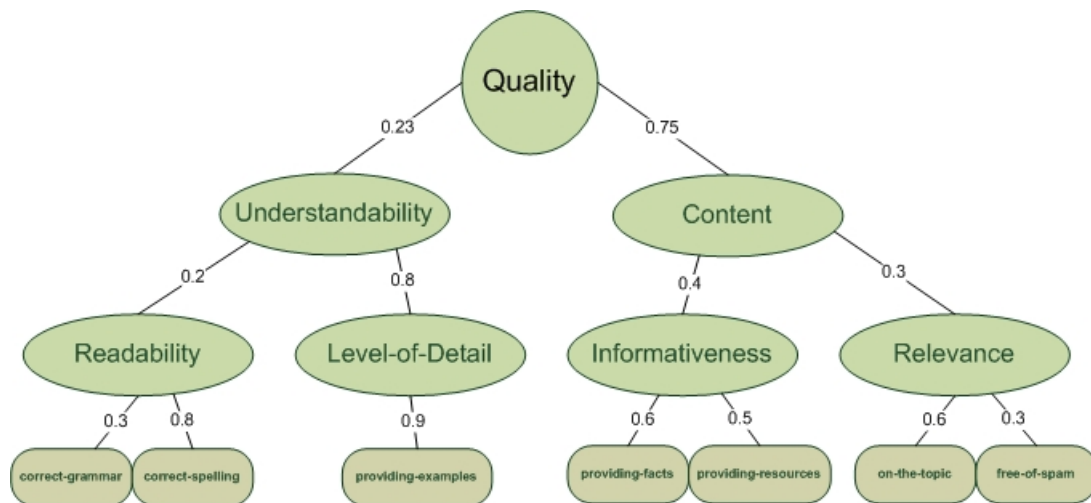 Quality
0.23
0.75
Understandability
Content
0.2
0.8
0.4
0.3
Readability
Level-of-Detail
Informativeness
Relevance
0.3
0.8
0.9
0.6
0.5
0.6
0.3
correct-grammar
correct-spelling
providing-examples
providing-facts
providing-resources
on-the-topic
free-of-spam